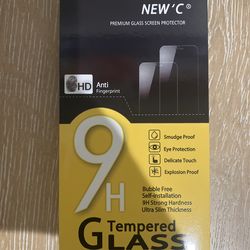 NEW'C®
PREMIUM GLASS SCREEN PROTECTOR
HD
Anti
Fingerprint
9H
Smudge Proof
Eye Protection
Delicate Touch
Explosion Proof
Bubble Free
Self-Installation
9H Strong Hardness
Ultra Slim Thickness
Tempered
GLASS